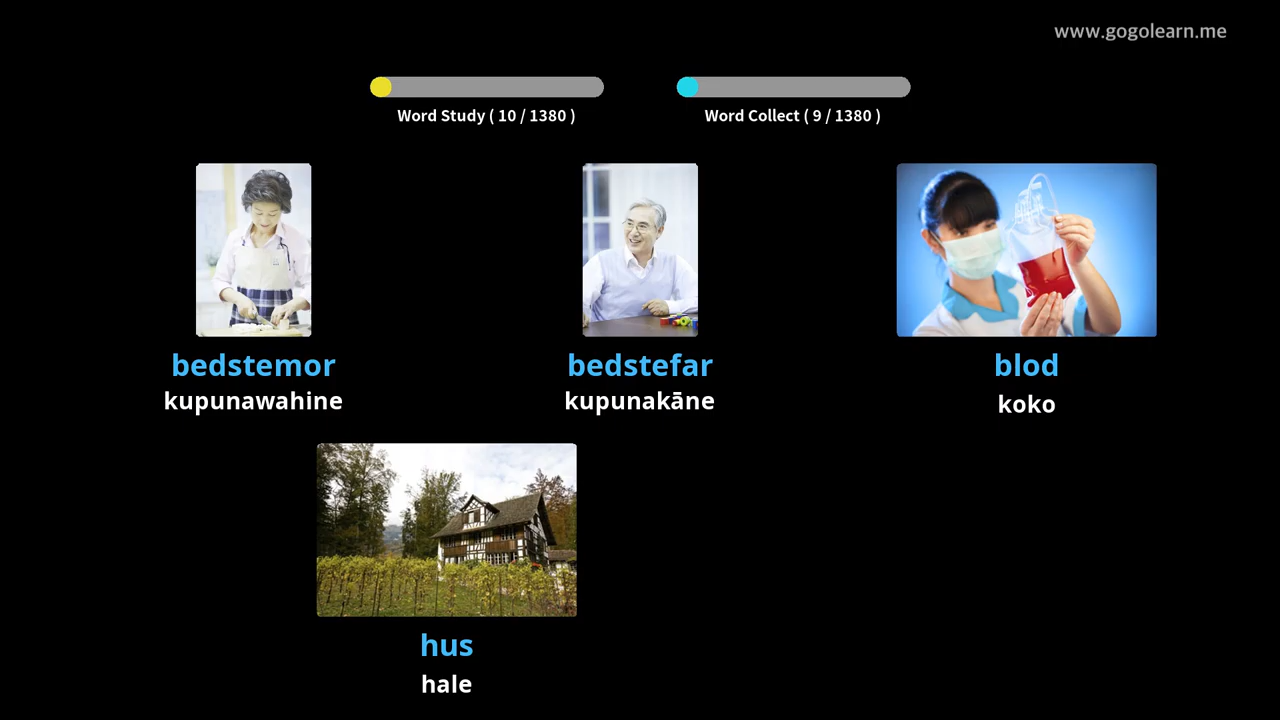 www.gogolearn.me
Word Study ( 10 / 1380 )
Word Collect ( 9 / 1380 )
bedstemor
kupunawahine
bedstefar
kupunakāne
blod
koko
hus
hale